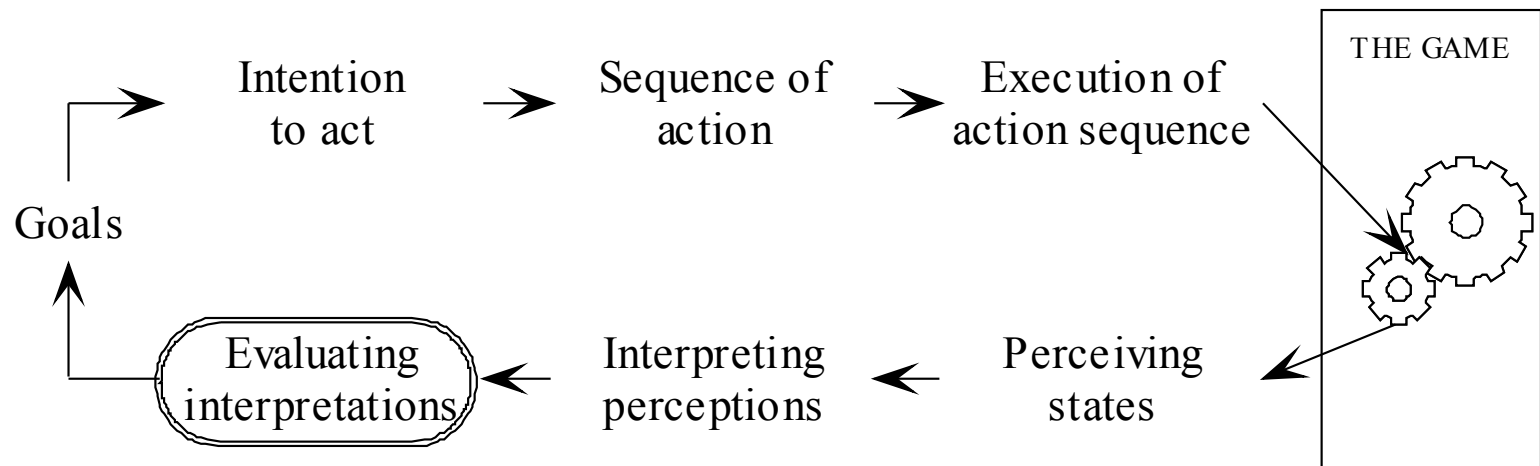 THE GAME
Intention
to act
Sequence of
action
Execution of
action sequence
Goals
Evaluating
interpretations
Interpreting
perceptions
Perceiving
states